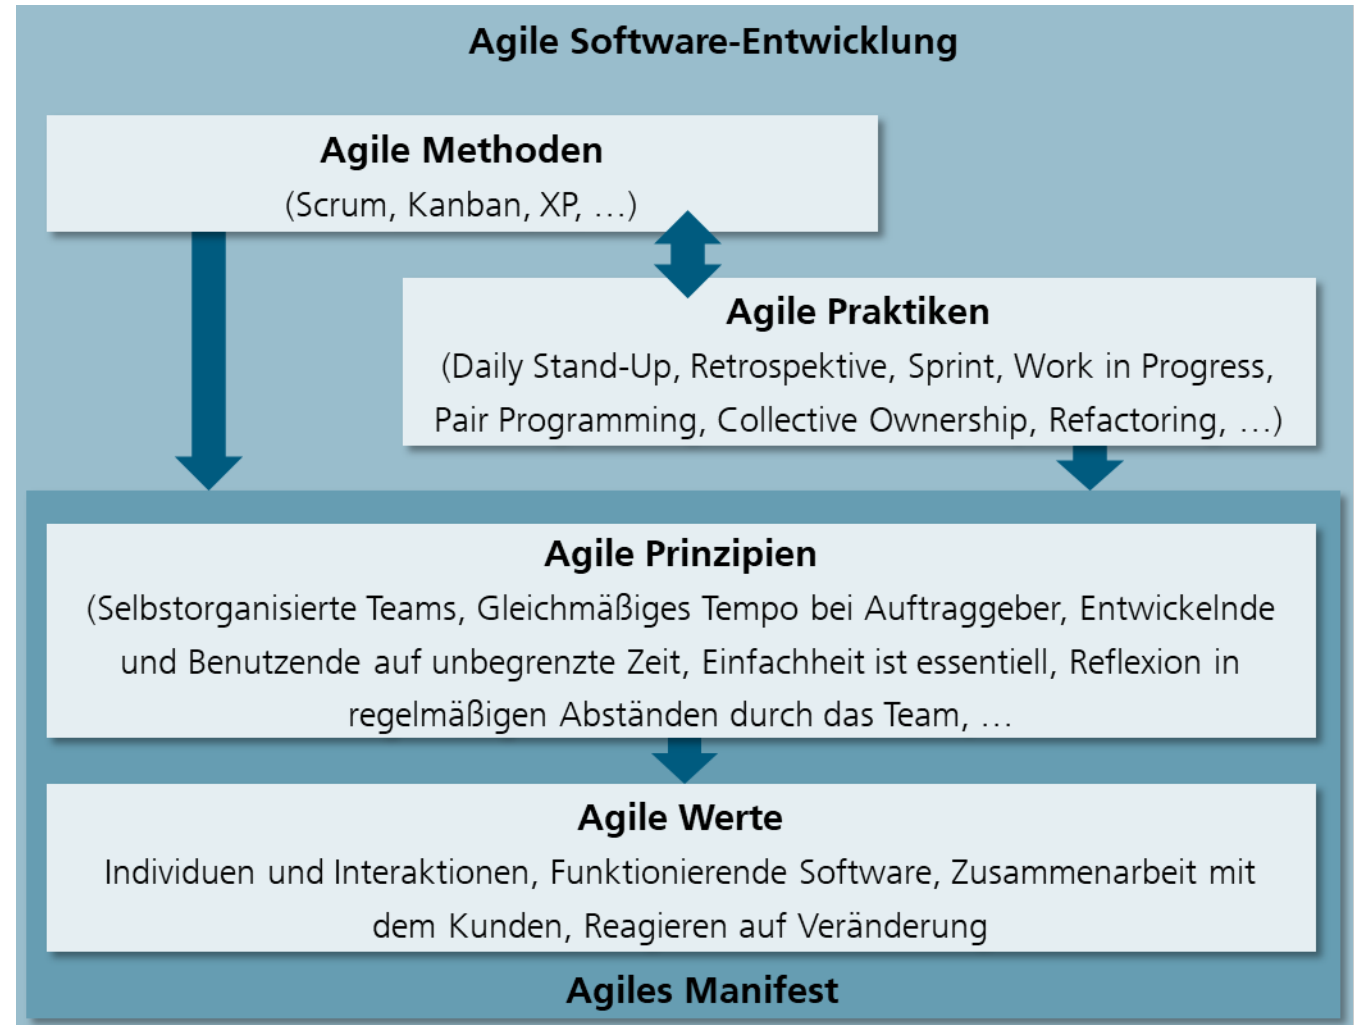 Agile Software-Entwicklung
Agile Methoden
(Scrum, Kanban, XP, …)
Agile Praktiken
(Daily Stand-Up, Retrospektive, Sprint, Work in Progress,
Pair Programming, Collective Ownership, Refactoring, …)
Agile Prinzipien
(Selbstorganisierte Teams, Gleichmäßiges Tempo bei Auftraggeber, Entwickelnde
und Benutzende auf unbegrenzte Zeit, Einfachheit ist essentiell, Reflexion in
regelmäßigen Abständen durch das Team, …
Agile Werte
Individuen und Interaktionen, Funktionierende Software, Zusammenarbeit mit
dem Kunden, Reagieren auf Veränderung
Agiles Manifest